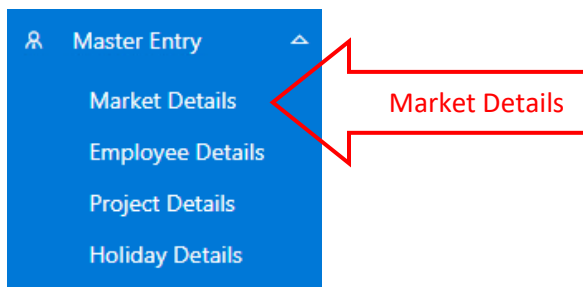 Master Entry
Market Details
Market Details
Employee Details
Project Details
Holiday Details